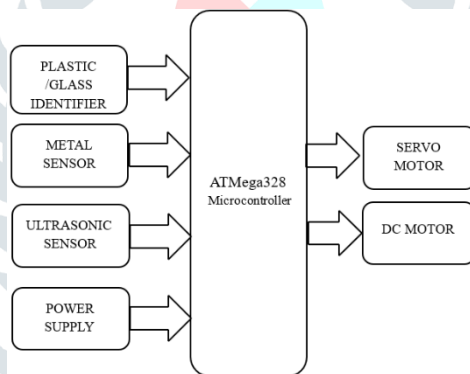 PLASTIC
/GLASS
IDENTIFIER
METAL
SENSOR
ULTRASONIC
SENSOR
POWER
SUPPLY
ATMega328
Microcontroller
SERVO
MOTOR
DC MOTOR